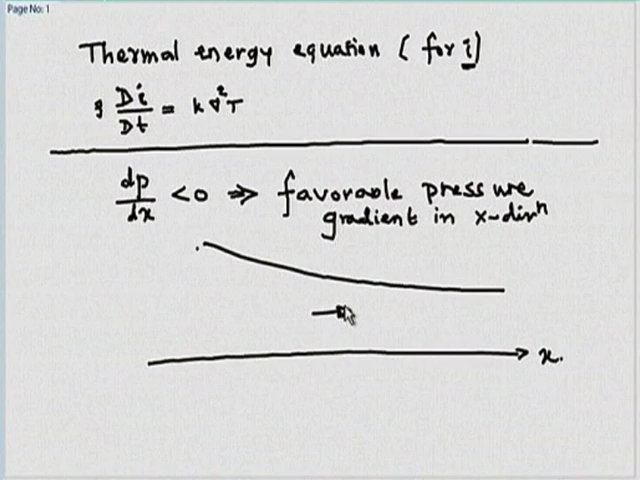 Page No: 1
Thermal energy equation ( for i)
ρ Di/Dt = k ∇²T
dp/dx < 0 ⇒ favorable pressure
gradient in x-dirⁿ
x.